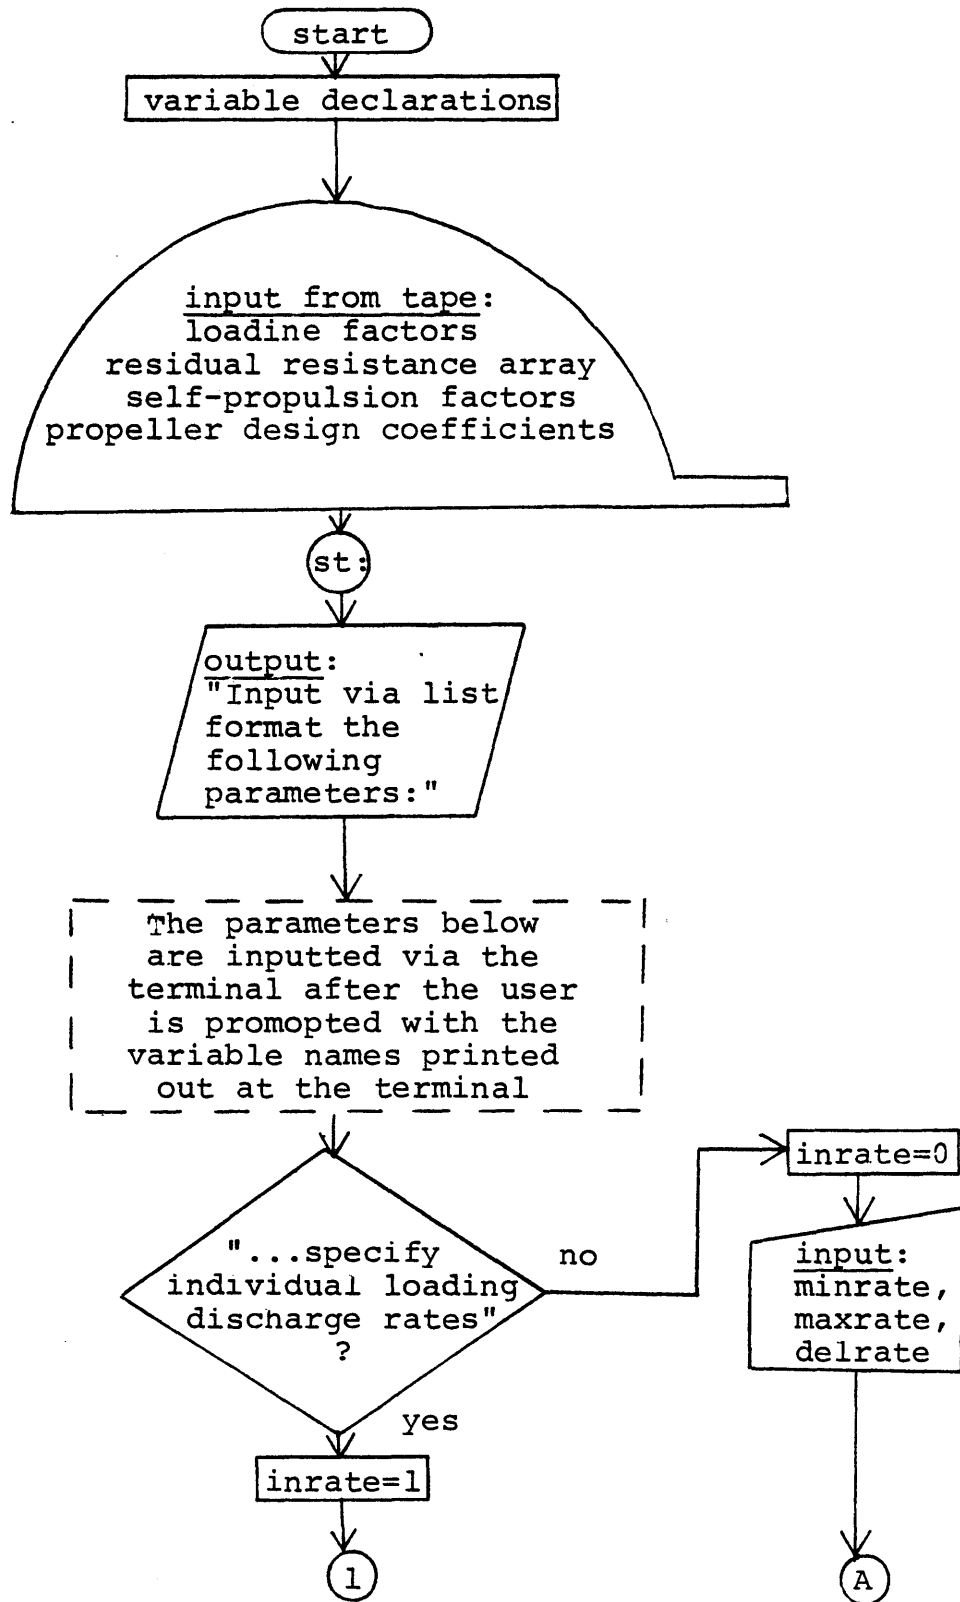 start
variable declarations
input from tape:
loadine factors
residual resistance array
self-propulsion factors
propeller design coefficients
st:
output:
"Input via list
format the
following
parameters:"
The parameters below
are inputted via the
terminal after the user
is promopted with the
variable names printed
out at the terminal
"...specify
individual loading
discharge rates"
?
no
yes
inrate=1
1
inrate=0
input:
minrate,
maxrate,
delrate
A